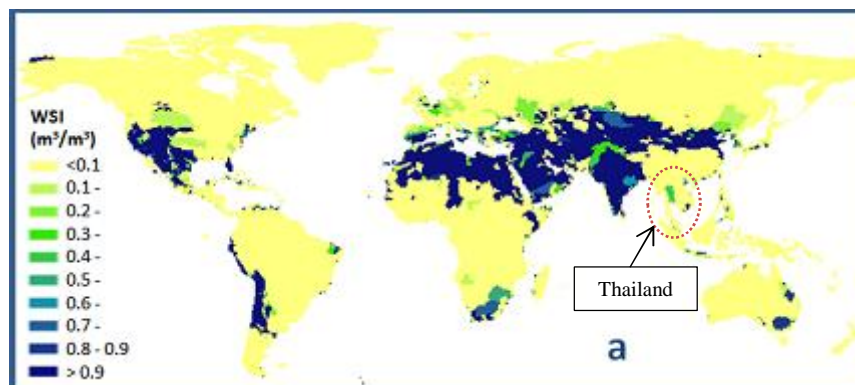 WSI
(m³/m³)
<0.1
0.1 -
0.2 -
0.3 -
0.4 -
0.5 -
0.6 -
0.7 -
0.8 - 0.9
> 0.9
Thailand
a